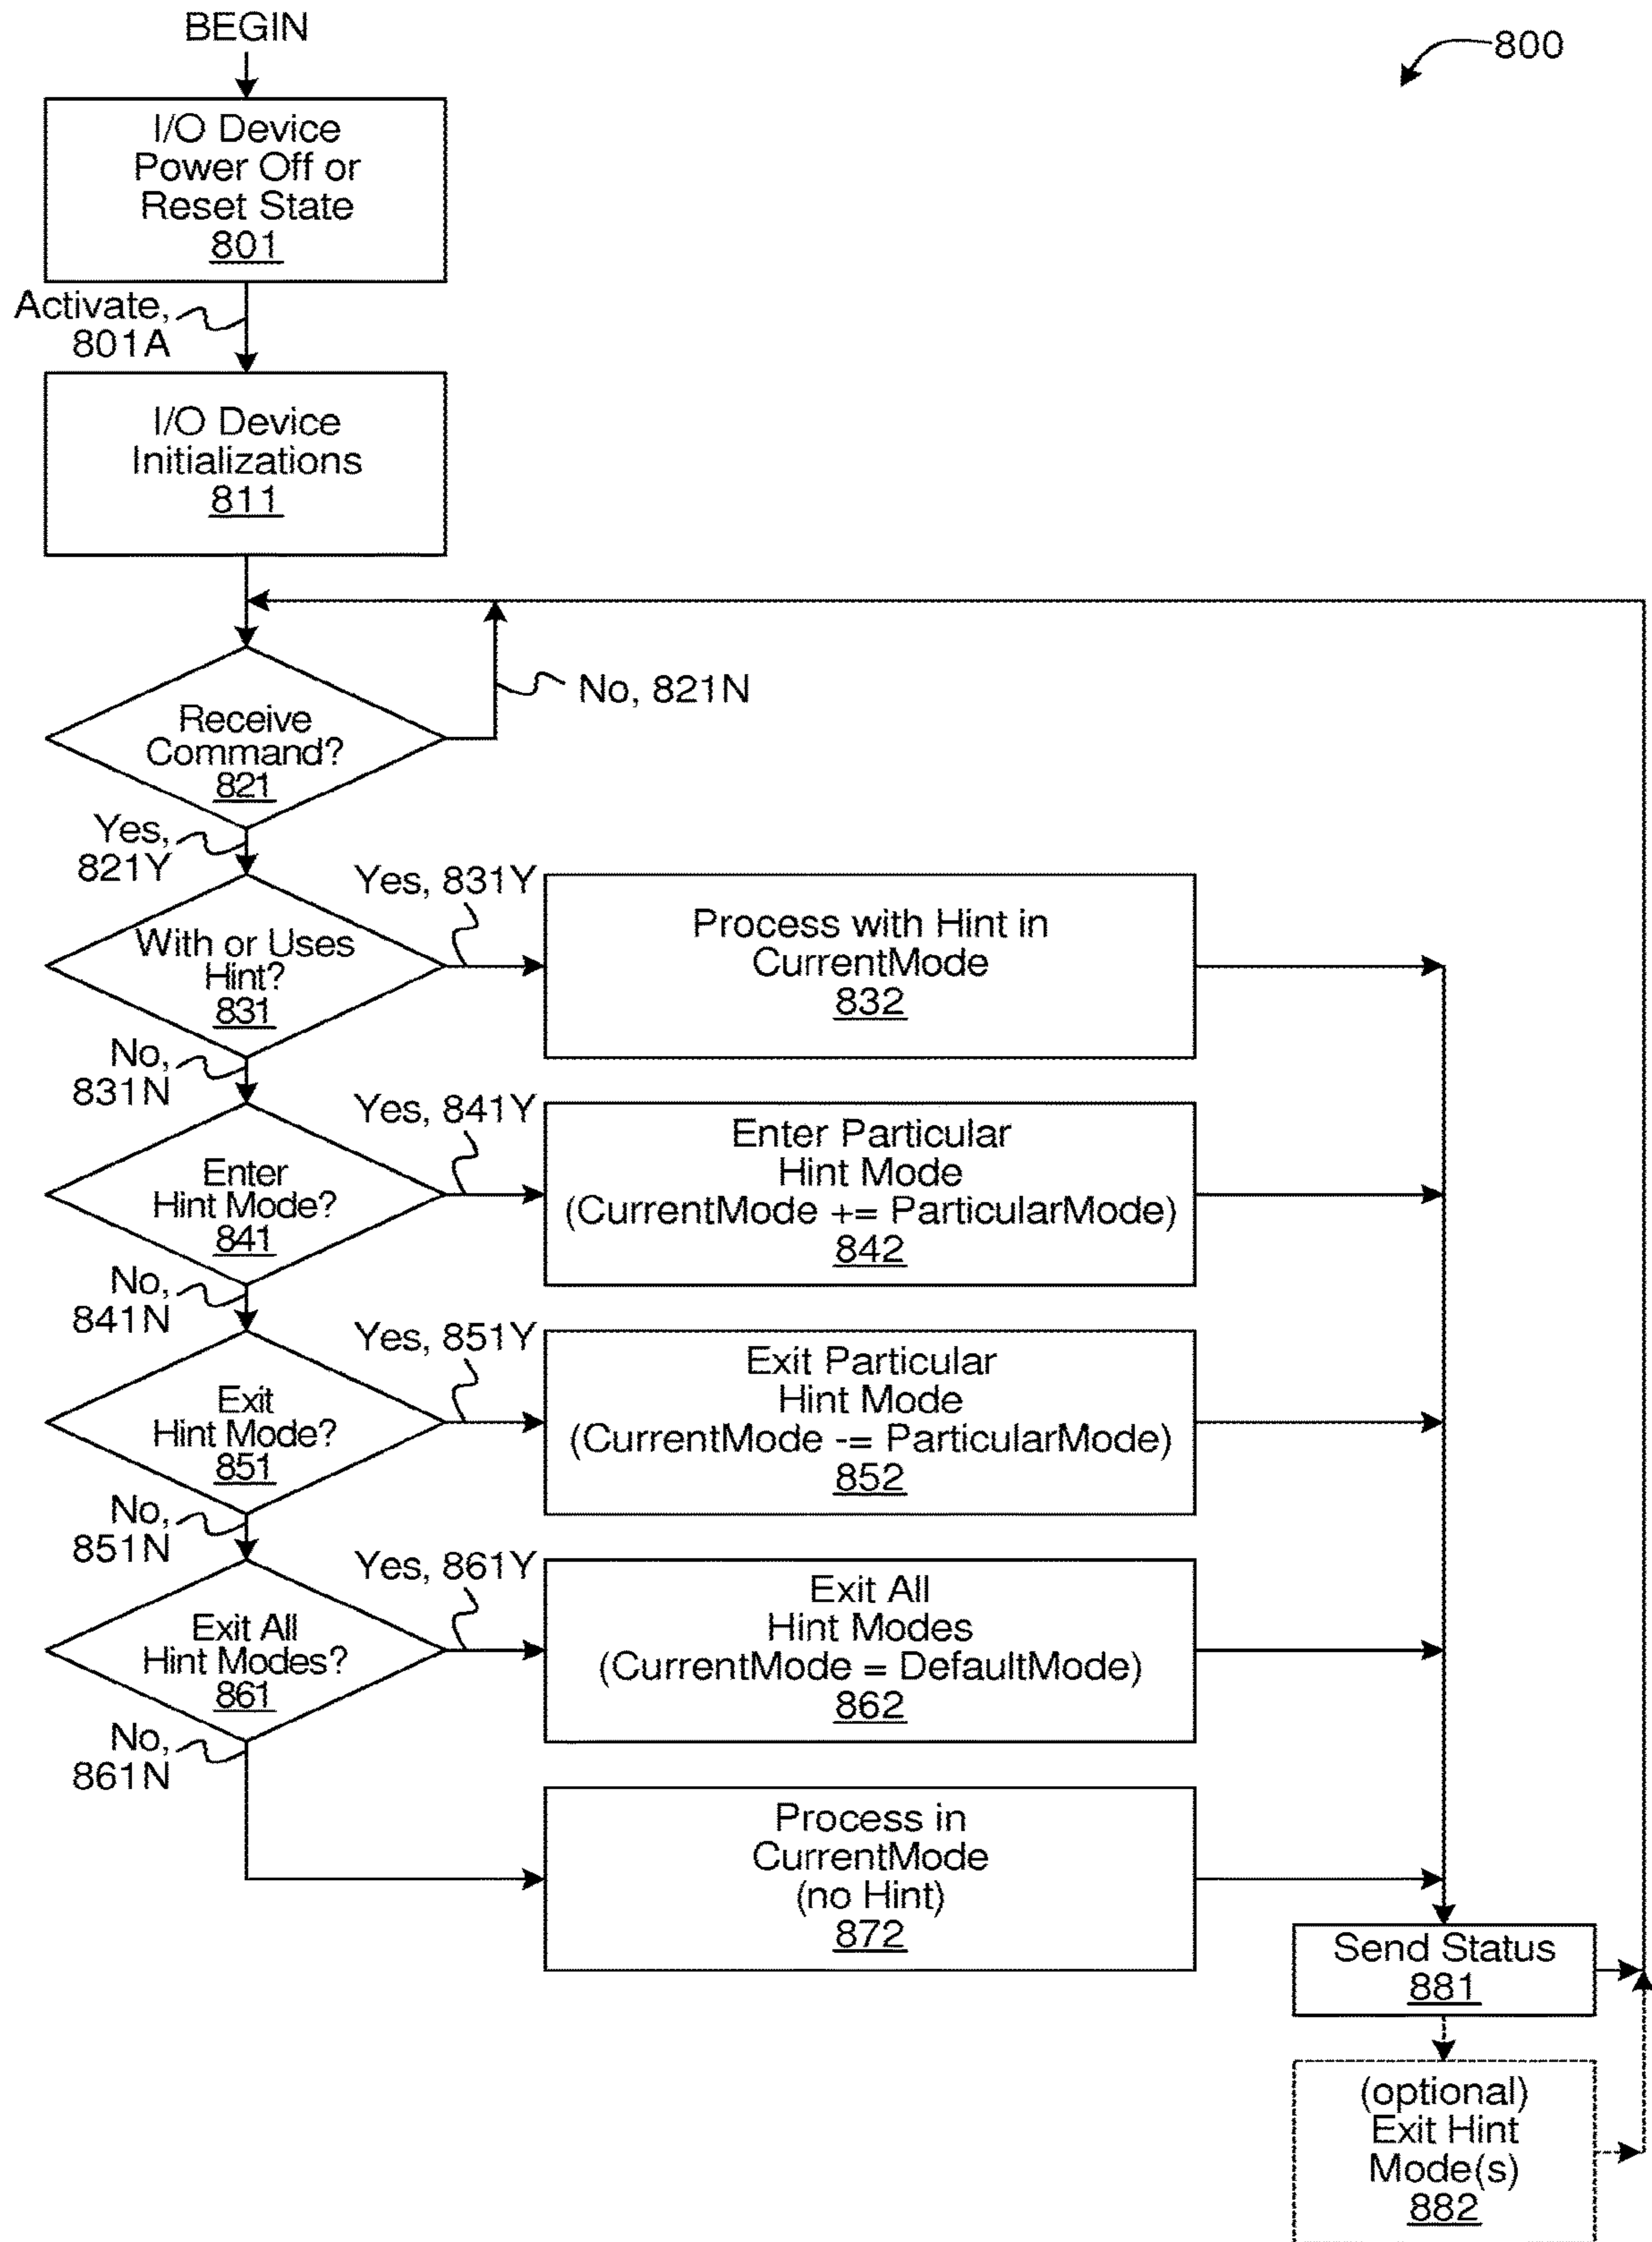 BEGIN
800
I/O Device
Power Off or
Reset State
801
Activate,
801A
I/O Device
Initializations
811
No, 821N
Receive
Command?
821
Yes,
821Y
Yes, 831Y
With or Uses
Hint?
831
Process with Hint in
CurrentMode
832
No,
831N
Yes, 841Y
Enter
Hint Mode?
841
Enter Particular
Hint Mode
(CurrentMode += ParticularMode)
842
No,
841N
Yes, 851Y
Exit
Hint Mode?
851
Exit Particular
Hint Mode
(CurrentMode -= ParticularMode)
852
No,
851N
Yes, 861Y
Exit All
Hint Modes?
861
Exit All
Hint Modes
(CurrentMode = DefaultMode)
862
No,
861N
Process in
CurrentMode
(no Hint)
872
Send Status
881
(optional)
Exit Hint
Mode(s)
882